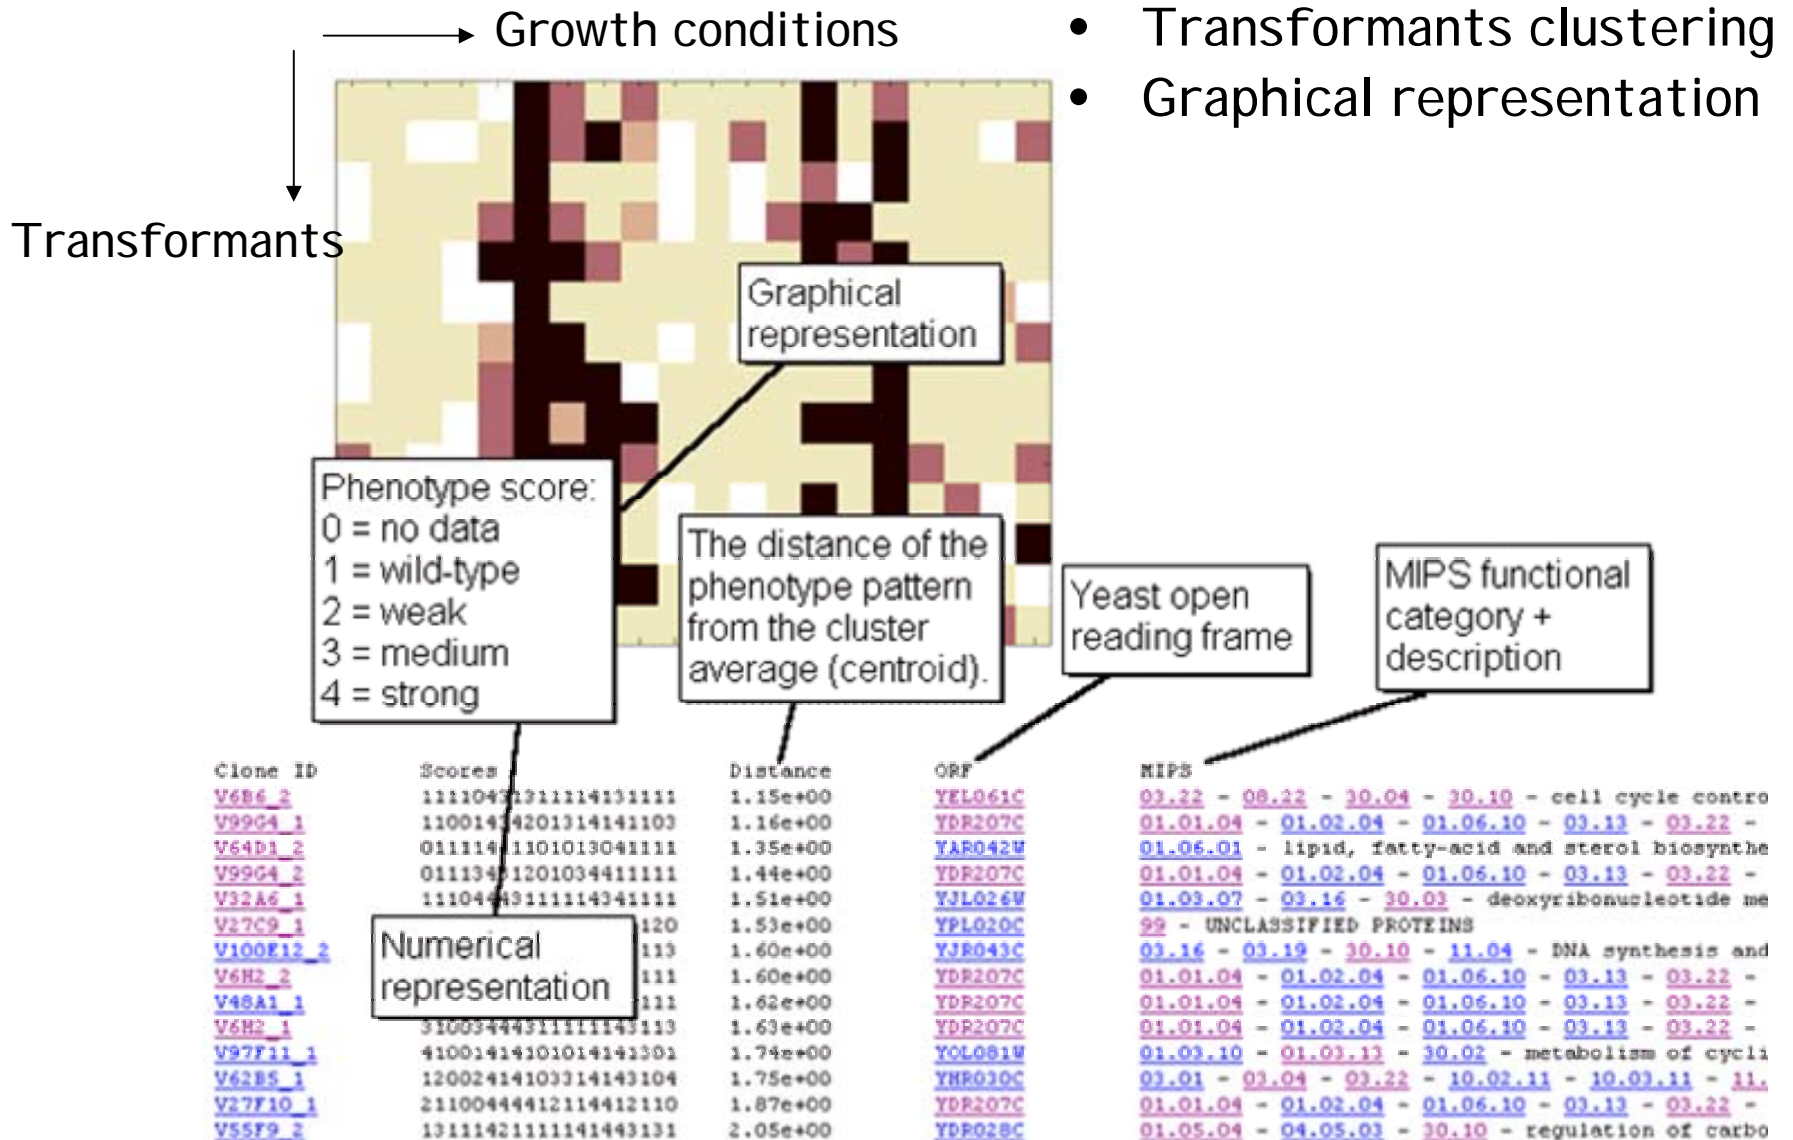 Growth conditions
• Transformants clustering
• Graphical representation
Transformants
Graphical
representation
Phenotype score:
0 = no data
1 = wild-type
2 = weak
3 = medium
4 = strong
The distance of the
phenotype pattern
from the cluster
average (centroid).
Yeast open
reading frame
MIPS functional
category +
description
Numerical
representation
Clone ID Scores Distance ORF MIPS
V6B6_2 1.15e+00 YEL061C 03.22 - 08.22 - 30.04 - 30.10 - cell cycle contro
V99G4_1 1.16e+00 YDR207C 01.01.04 - 01.02.04 - 01.06.10 - 03.13 - 03.22 -
V64D1_2 1.35e+00 YAR042W 01.06.01 - lipid, fatty-acid and sterol biosynthe
V99G4_2 1.44e+00 YDR207C 01.01.04 - 01.02.04 - 01.06.10 - 03.13 - 03.22 -
V32A6_1 1.51e+00 YJL026W 01.03.07 - 03.16 - 30.03 - deoxyribonucleotide me
V27C9_1 120 1.53e+00 YPL020C 99 - UNCLASSIFIED PROTEINS
V100E12_2 113 1.60e+00 YJR043C 03.16 - 03.19 - 30.10 - 11.04 - DNA synthesis and
V6H2_2 111 1.60e+00 YDR207C 01.01.04 - 01.02.04 - 01.06.10 - 03.13 - 03.22 -
V48A1_1 111 1.62e+00 YDR207C 01.01.04 - 01.02.04 - 01.06.10 - 03.13 - 03.22 -
V6H2_1 31003444311111143113 1.63e+00 YDR207C 01.01.04 - 01.02.04 - 01.06.10 - 03.13 - 03.22 -
V97F11_1 41001414101014141301 1.74e+00 YOL081W 01.03.10 - 01.03.13 - 30.02 - metabolism of cycli
V62B5_1 12002414103314143104 1.75e+00 YHR030C 03.01 - 03.04 - 03.22 - 10.02.11 - 10.03.11 - 11.
V27F10_1 21100444412114412110 1.87e+00 YDR207C 01.01.04 - 01.02.04 - 01.06.10 - 03.13 - 03.22 -
V55F9_2 13111421111141443131 2.05e+00 YDR028C 01.05.04 - 04.05.03 - 30.10 - regulation of carbo